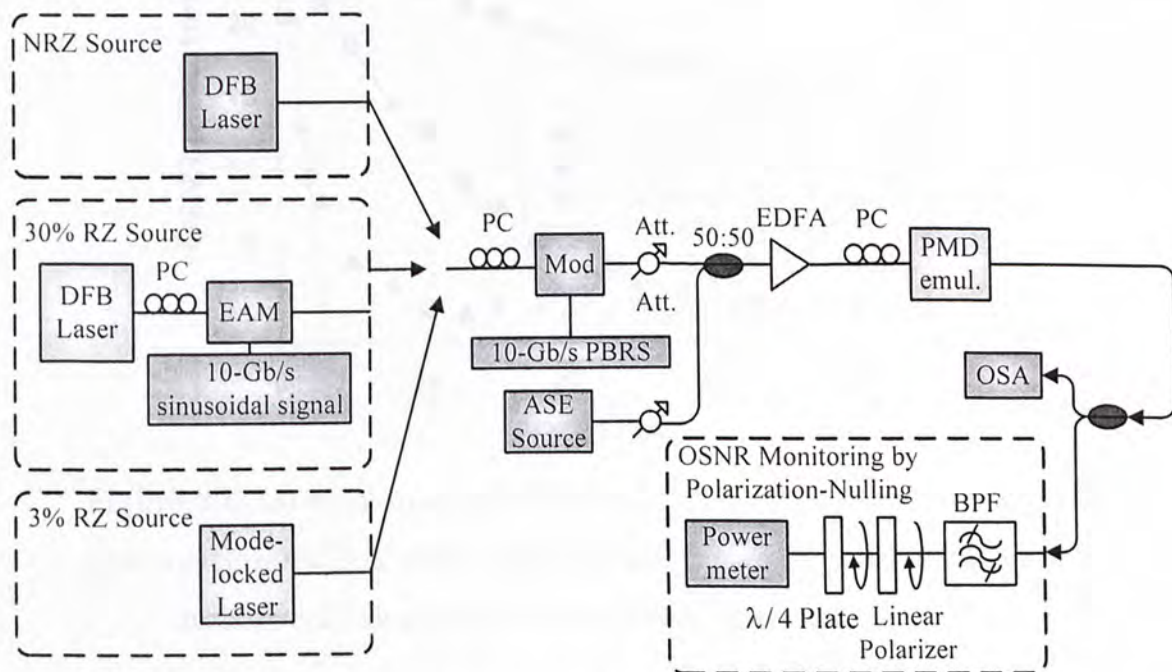 NRZ Source
DFB
Laser
30% RZ Source
PC
DFB
Laser
EAM
10-Gb/s
sinusoidal signal
3% RZ Source
Mode-
locked
Laser
PC
Mod
10-Gb/s PBRS
Att.
Att.
50:50
EDFA
PC
PMD
emul.
ASE
Source
OSA
OSNR Monitoring by
Polarization-Nulling
BPF
Power
meter
λ/4 Plate
Linear
Polarizer